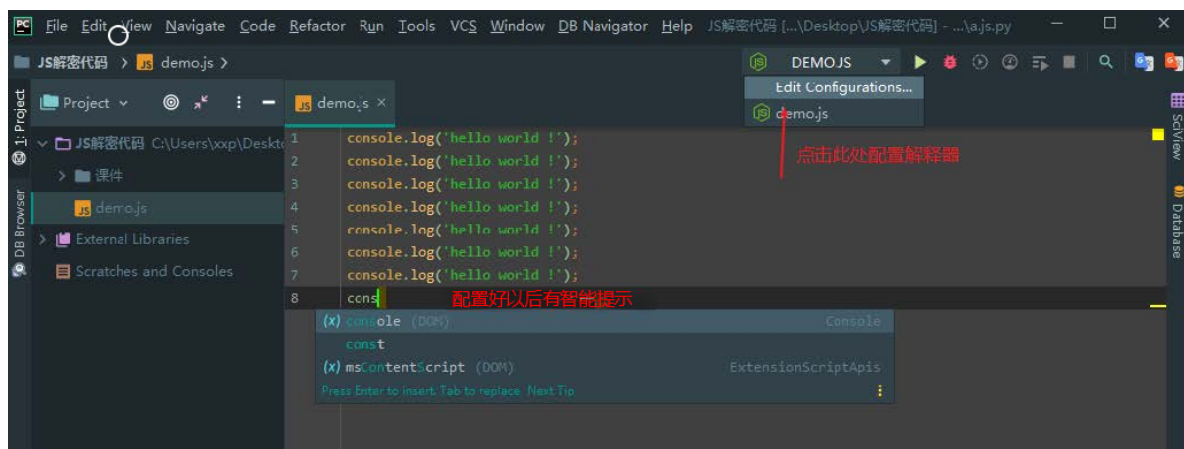 PC File Edit View Navigate Code Refactor Run Tools VCS Window DB Navigator Help JS解密代码 [...\Desktop\JS解密代码] - ...\a.js.py
JS解密代码 > JS demo.js >
DEMOJS
Edit Configurations...
demo.js
点击此处配置解释器
1: Project
DB Browser
Project
JS解密代码 C:\Users\xxp\Deskto
课件
JS demo.js
External Libraries
Scratches and Consoles
JS demo.js ×
1 console.log('hello world !');
2 console.log('hello world !');
3 console.log('hello world !');
4 console.log('hello world !');
5 console.log('hello world !');
6 console.log('hello world !');
7 console.log('hello world !');
8 cons
配置好以后有智能提示
(x) console (DOM) Console
const
(x) msContentScript (DOM) ExtensionScriptApis
Press Enter to insert, Tab to replace Next Tip
SciView
Database